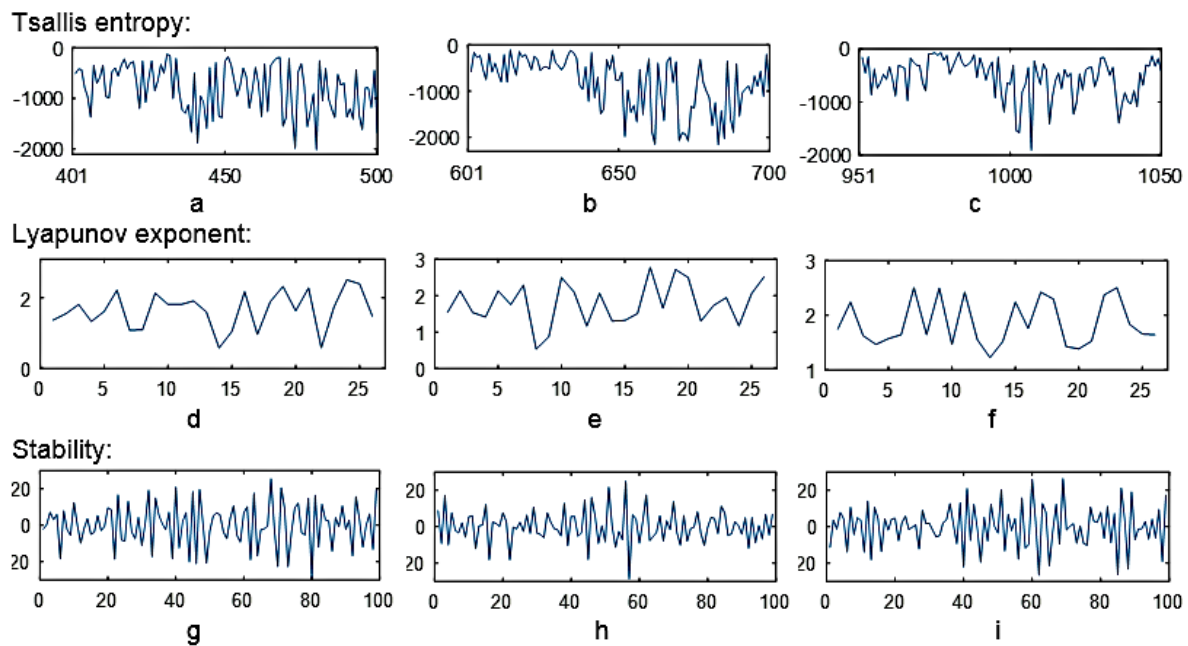 Tsallis entropy:
0 0 0
-1000 -1000 -1000
-2000 -2000 -2000
401 450 500 601 650 700 951 1000 1050
a b c
Lyapunov exponent:
2 3 3
2 2
1
0 0 1
0 5 10 15 20 25 0 5 10 15 20 25 0 5 10 15 20 25
d e f
Stability:
20 20 20
0 0 0
20 20 20
0 20 40 60 80 100 0 20 40 60 80 100 0 20 40 60 80 100
g h i